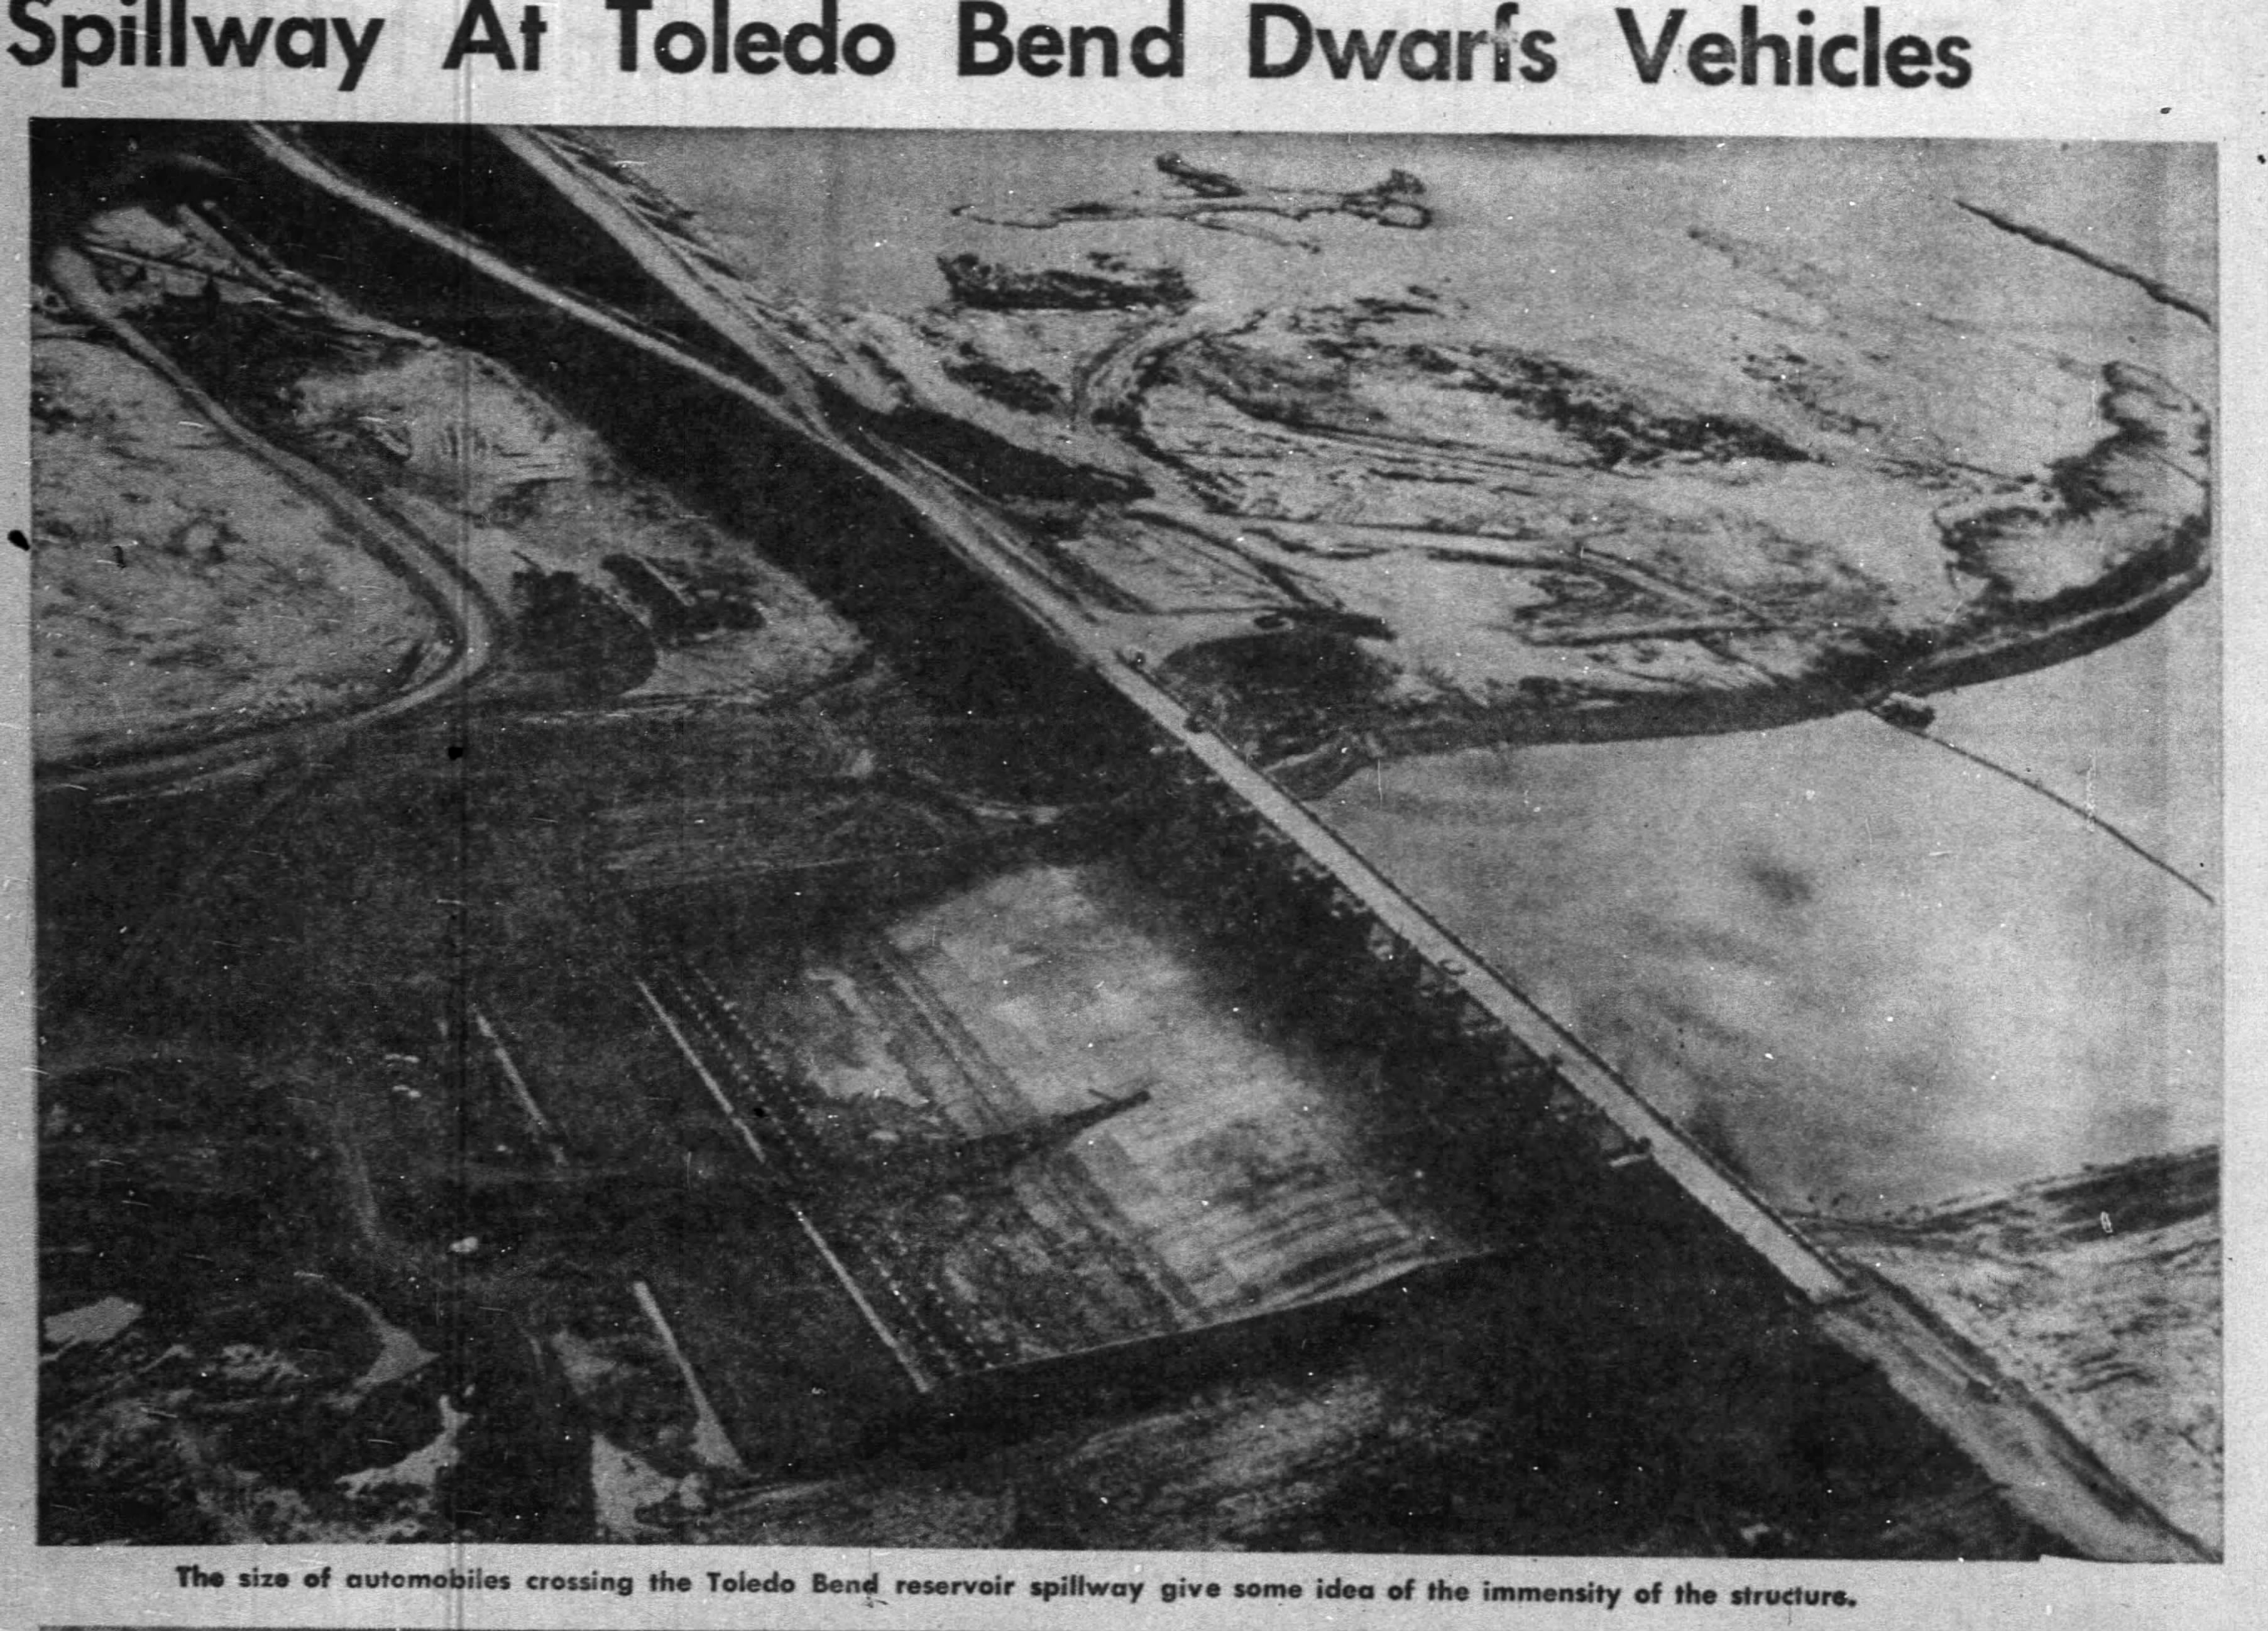 Spillway At Toledo Bend Dwarfs Vehicles
The size of automobiles crossing the Toledo Bend reservoir spillway give some idea of the immensity of the structure.